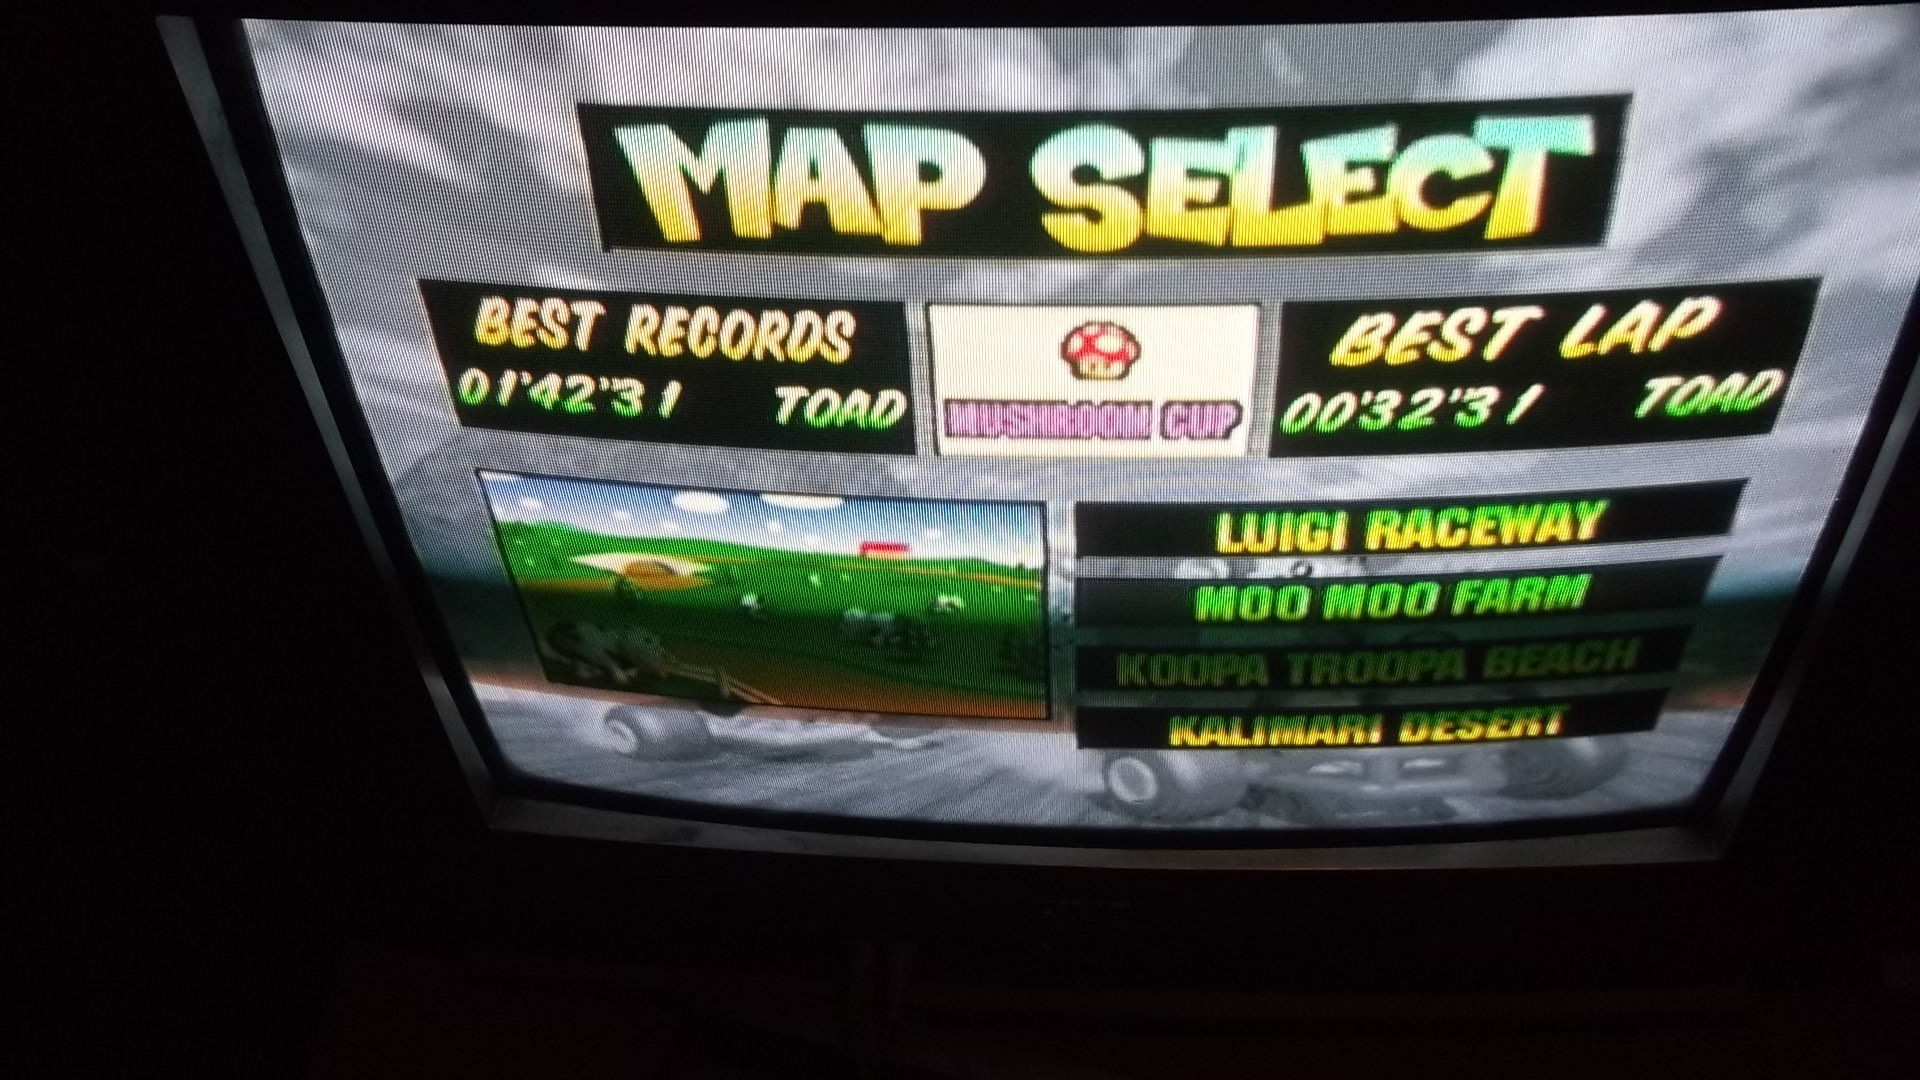 MAP SELECT
BEST RECORDS
01'42"31 TOAD
MUSHROOM CUP
BEST LAP
00'32"31 TOAD
LUIGI RACEWAY
MOO MOO FARM
KOOPA TROOPA BEACH
KALIMARI DESERT